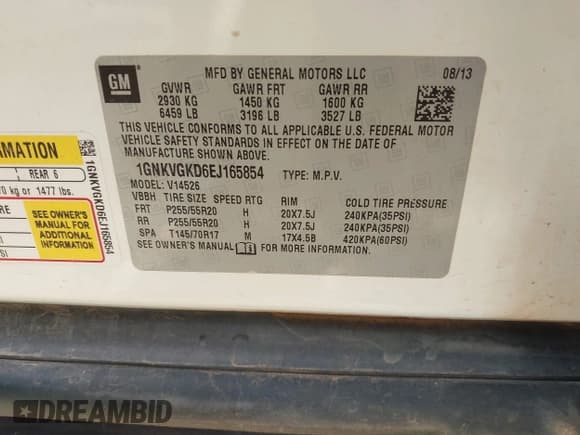 GM
MFD BY GENERAL MOTORS LLC
08/13
GVWR GAWR FRT GAWR RR
2930 KG 1450 KG 1600 KG
6459 LB 3196 LB 3527 LB
THIS VEHICLE CONFORMS TO ALL APPLICABLE U.S. FEDERAL MOTOR
VEHICLE SAFETY STANDARDS IN EFFECT ON THE DATE OF
MANUFACTURE SHOWN ABOVE.
1GNKVGKD6EJ165854 TYPE: M.P.V.
MODEL: V14526
VBBH TIRE SIZE SPEED RTG RIM COLD TIRE PRESSURE
FRT P255/55R20 H 20X7.5J 240KPA(35PSI)
RR P255/55R20 H 20X7.5J 240KPA(35PSI)
SPA T145/70R17 M 17X4.5B 420KPA(60PSI)
SEE OWNER'S MANUAL FOR MORE INFORMATION.
REAR 6
kg or 1477 lbs.
SEE OWNER'S
MANUAL FOR
ADDITIONAL
INFORMATION
1GNKVGKD6EJ165854
DREAMBID